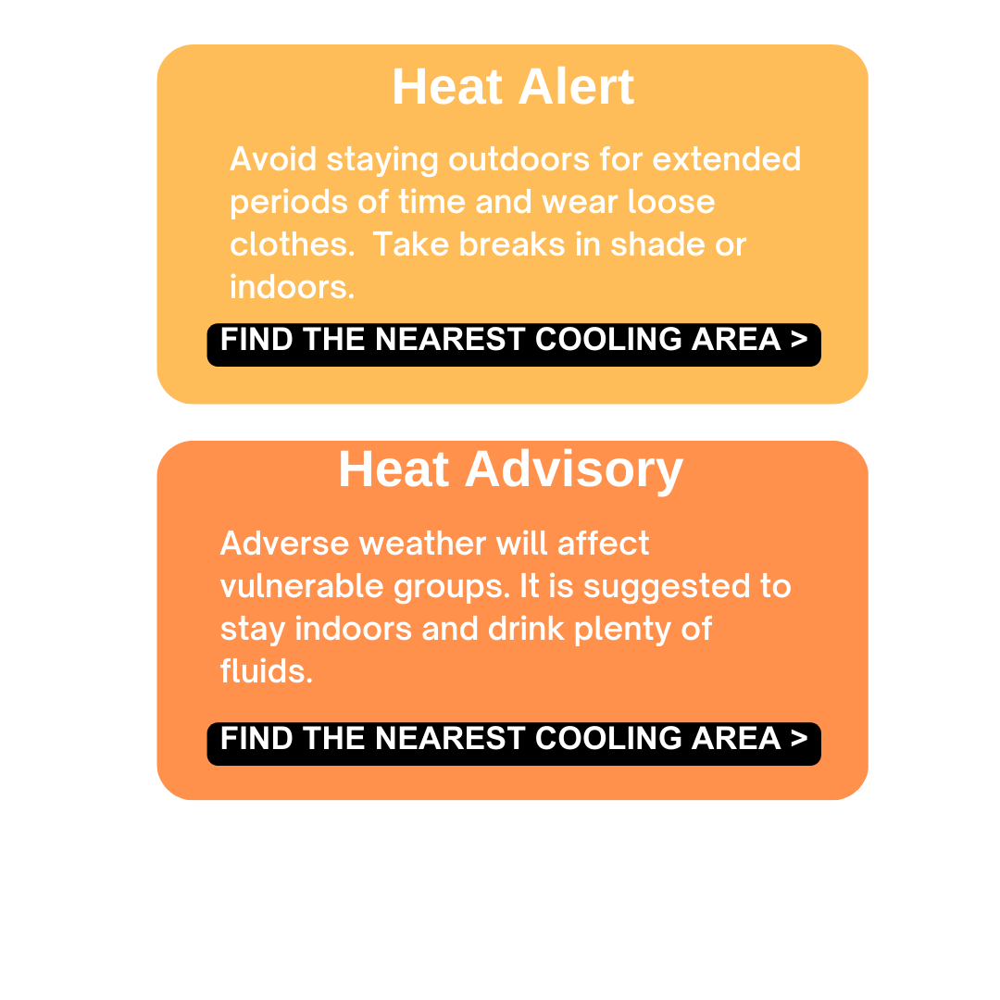 Heat Alert
Avoid staying outdoors for extended
periods of time and wear loose
clothes.  Take breaks in shade or
indoors.
FIND THE NEAREST COOLING AREA >
Heat Advisory
Adverse weather will affect
vulnerable groups. It is suggested to
stay indoors and drink plenty of
fluids.
FIND THE NEAREST COOLING AREA >